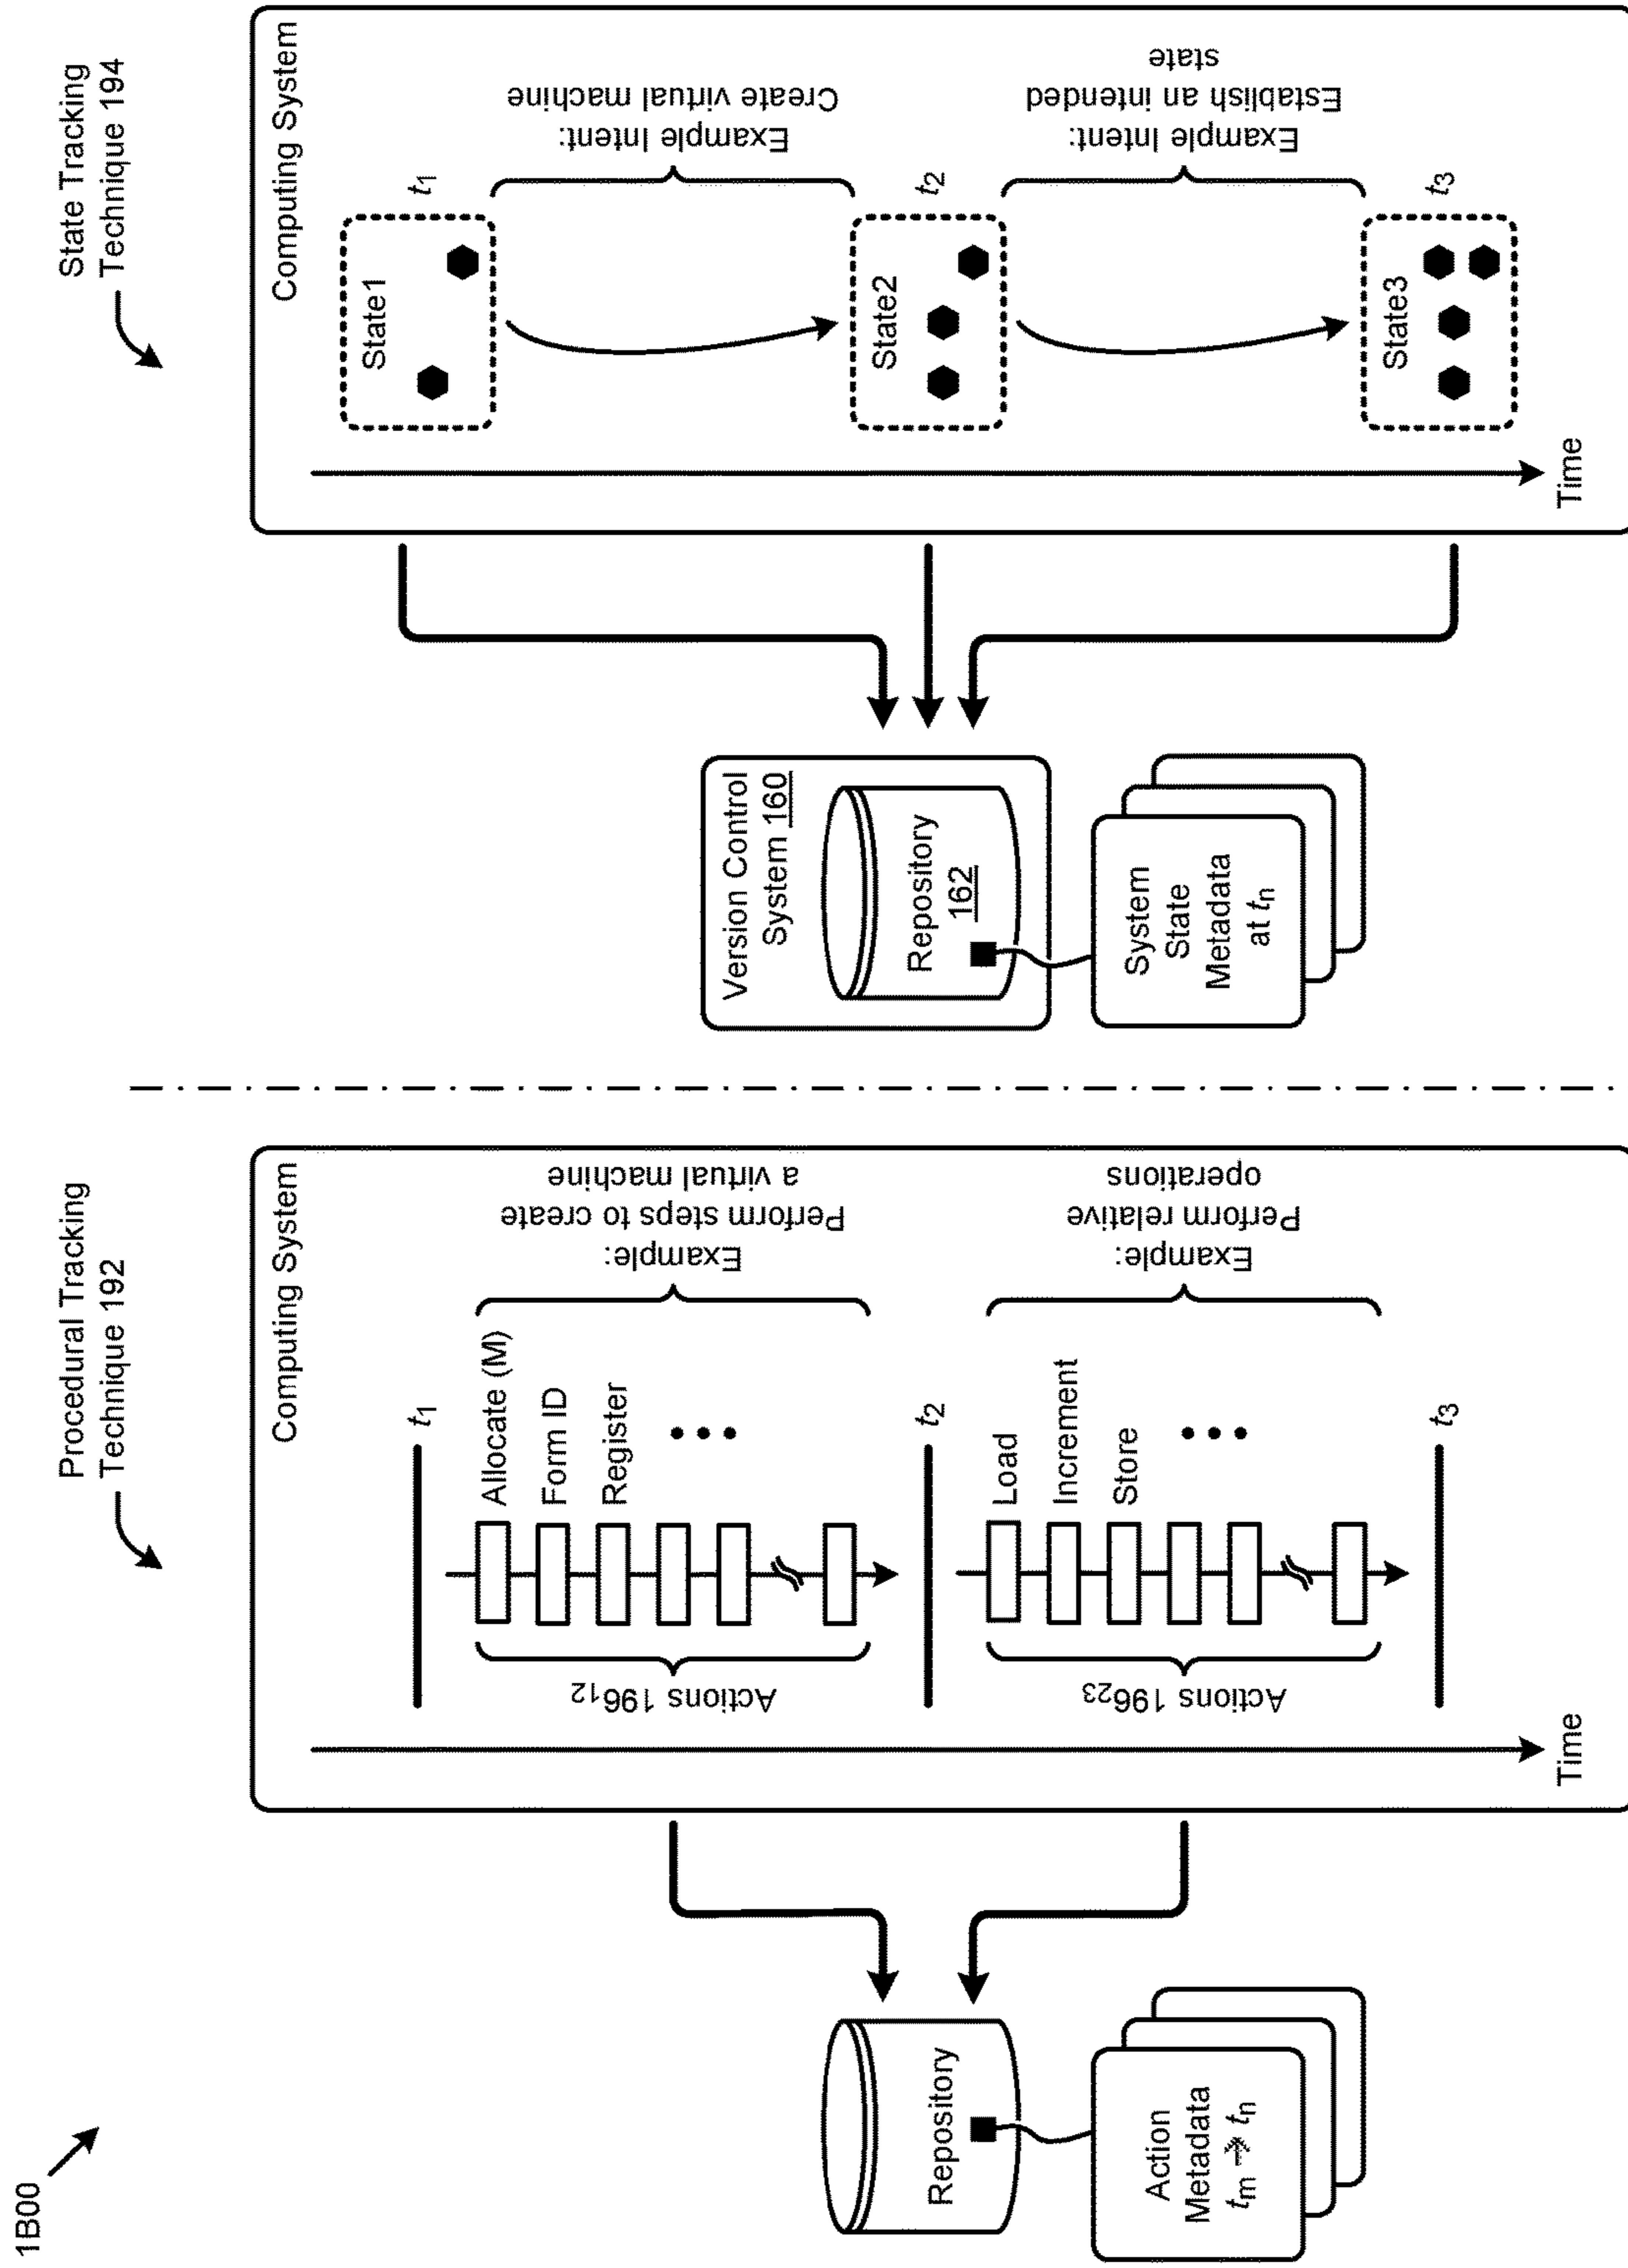 1B00
Procedural Tracking
Technique 192
Computing System
t1
Allocate (M)
Form ID
Register
Actions 196₁₂
Example:
Perform steps to create
a virtual machine
t2
Load
Increment
Store
Actions 196₂₃
Example:
Perform relative
operations
t3
Time
Repository
Action
Metadata
tm ↠ tn
State Tracking
Technique 194
Computing System
State1
t1
Example Intent:
Create virtual machine
State2
t2
Example Intent:
Establish an intended
state
State3
t3
Time
Version Control
System 160
Repository
162
System
State
Metadata
at tn